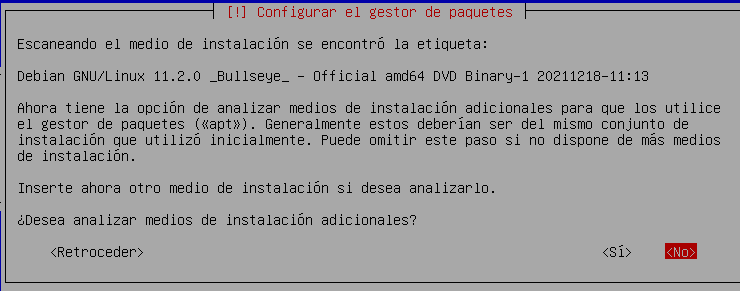 [!] Configurar el gestor de paquetes
Escaneando el medio de instalación se encontró la etiqueta:
Debian GNU/Linux 11.2.0 _Bullseye_ - Official amd64 DVD Binary-1 20211218-11:13
Ahora tiene la opción de analizar medios de instalación adicionales para que los utilice
el gestor de paquetes («apt»). Generalmente estos deberían ser del mismo conjunto de
instalación que utilizó inicialmente. Puede omitir este paso si no dispone de más medios
de instalación.
Inserte ahora otro medio de instalación si desea analizarlo.
¿Desea analizar medios de instalación adicionales?
<Retroceder> <Sí> <No>